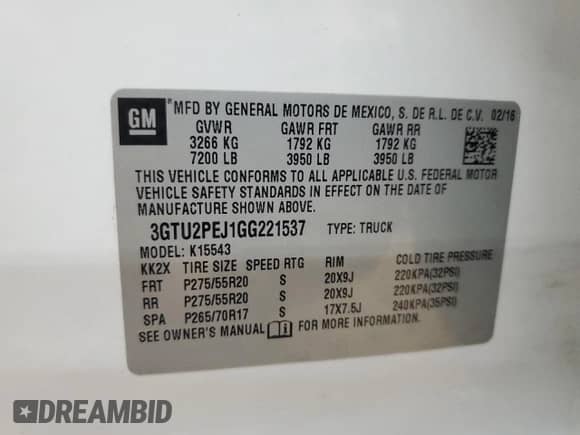 GM
® MFD BY GENERAL MOTORS DE MEXICO, S. DE R.L. DE C.V. 02/16
GVWR GAWR FRT GAWR RR
3266 KG 1792 KG 1792 KG
7200 LB 3950 LB 3950 LB
THIS VEHICLE CONFORMS TO ALL APPLICABLE U.S. FEDERAL MOTOR
VEHICLE SAFETY STANDARDS IN EFFECT ON THE DATE OF
MANUFACTURE SHOWN ABOVE.
3GTU2PEJ1GG221537 TYPE: TRUCK
MODEL: K15543
KK2X TIRE SIZE SPEED RTG RIM COLD TIRE PRESSURE
FRT P275/55R20 S 20X9J 220KPA(32PSI)
RR P275/55R20 S 20X9J 220KPA(32PSI)
SPA P265/70R17 S 17X7.5J 240KPA(35PSI)
SEE OWNER'S MANUAL FOR MORE INFORMATION.
DREAMBID